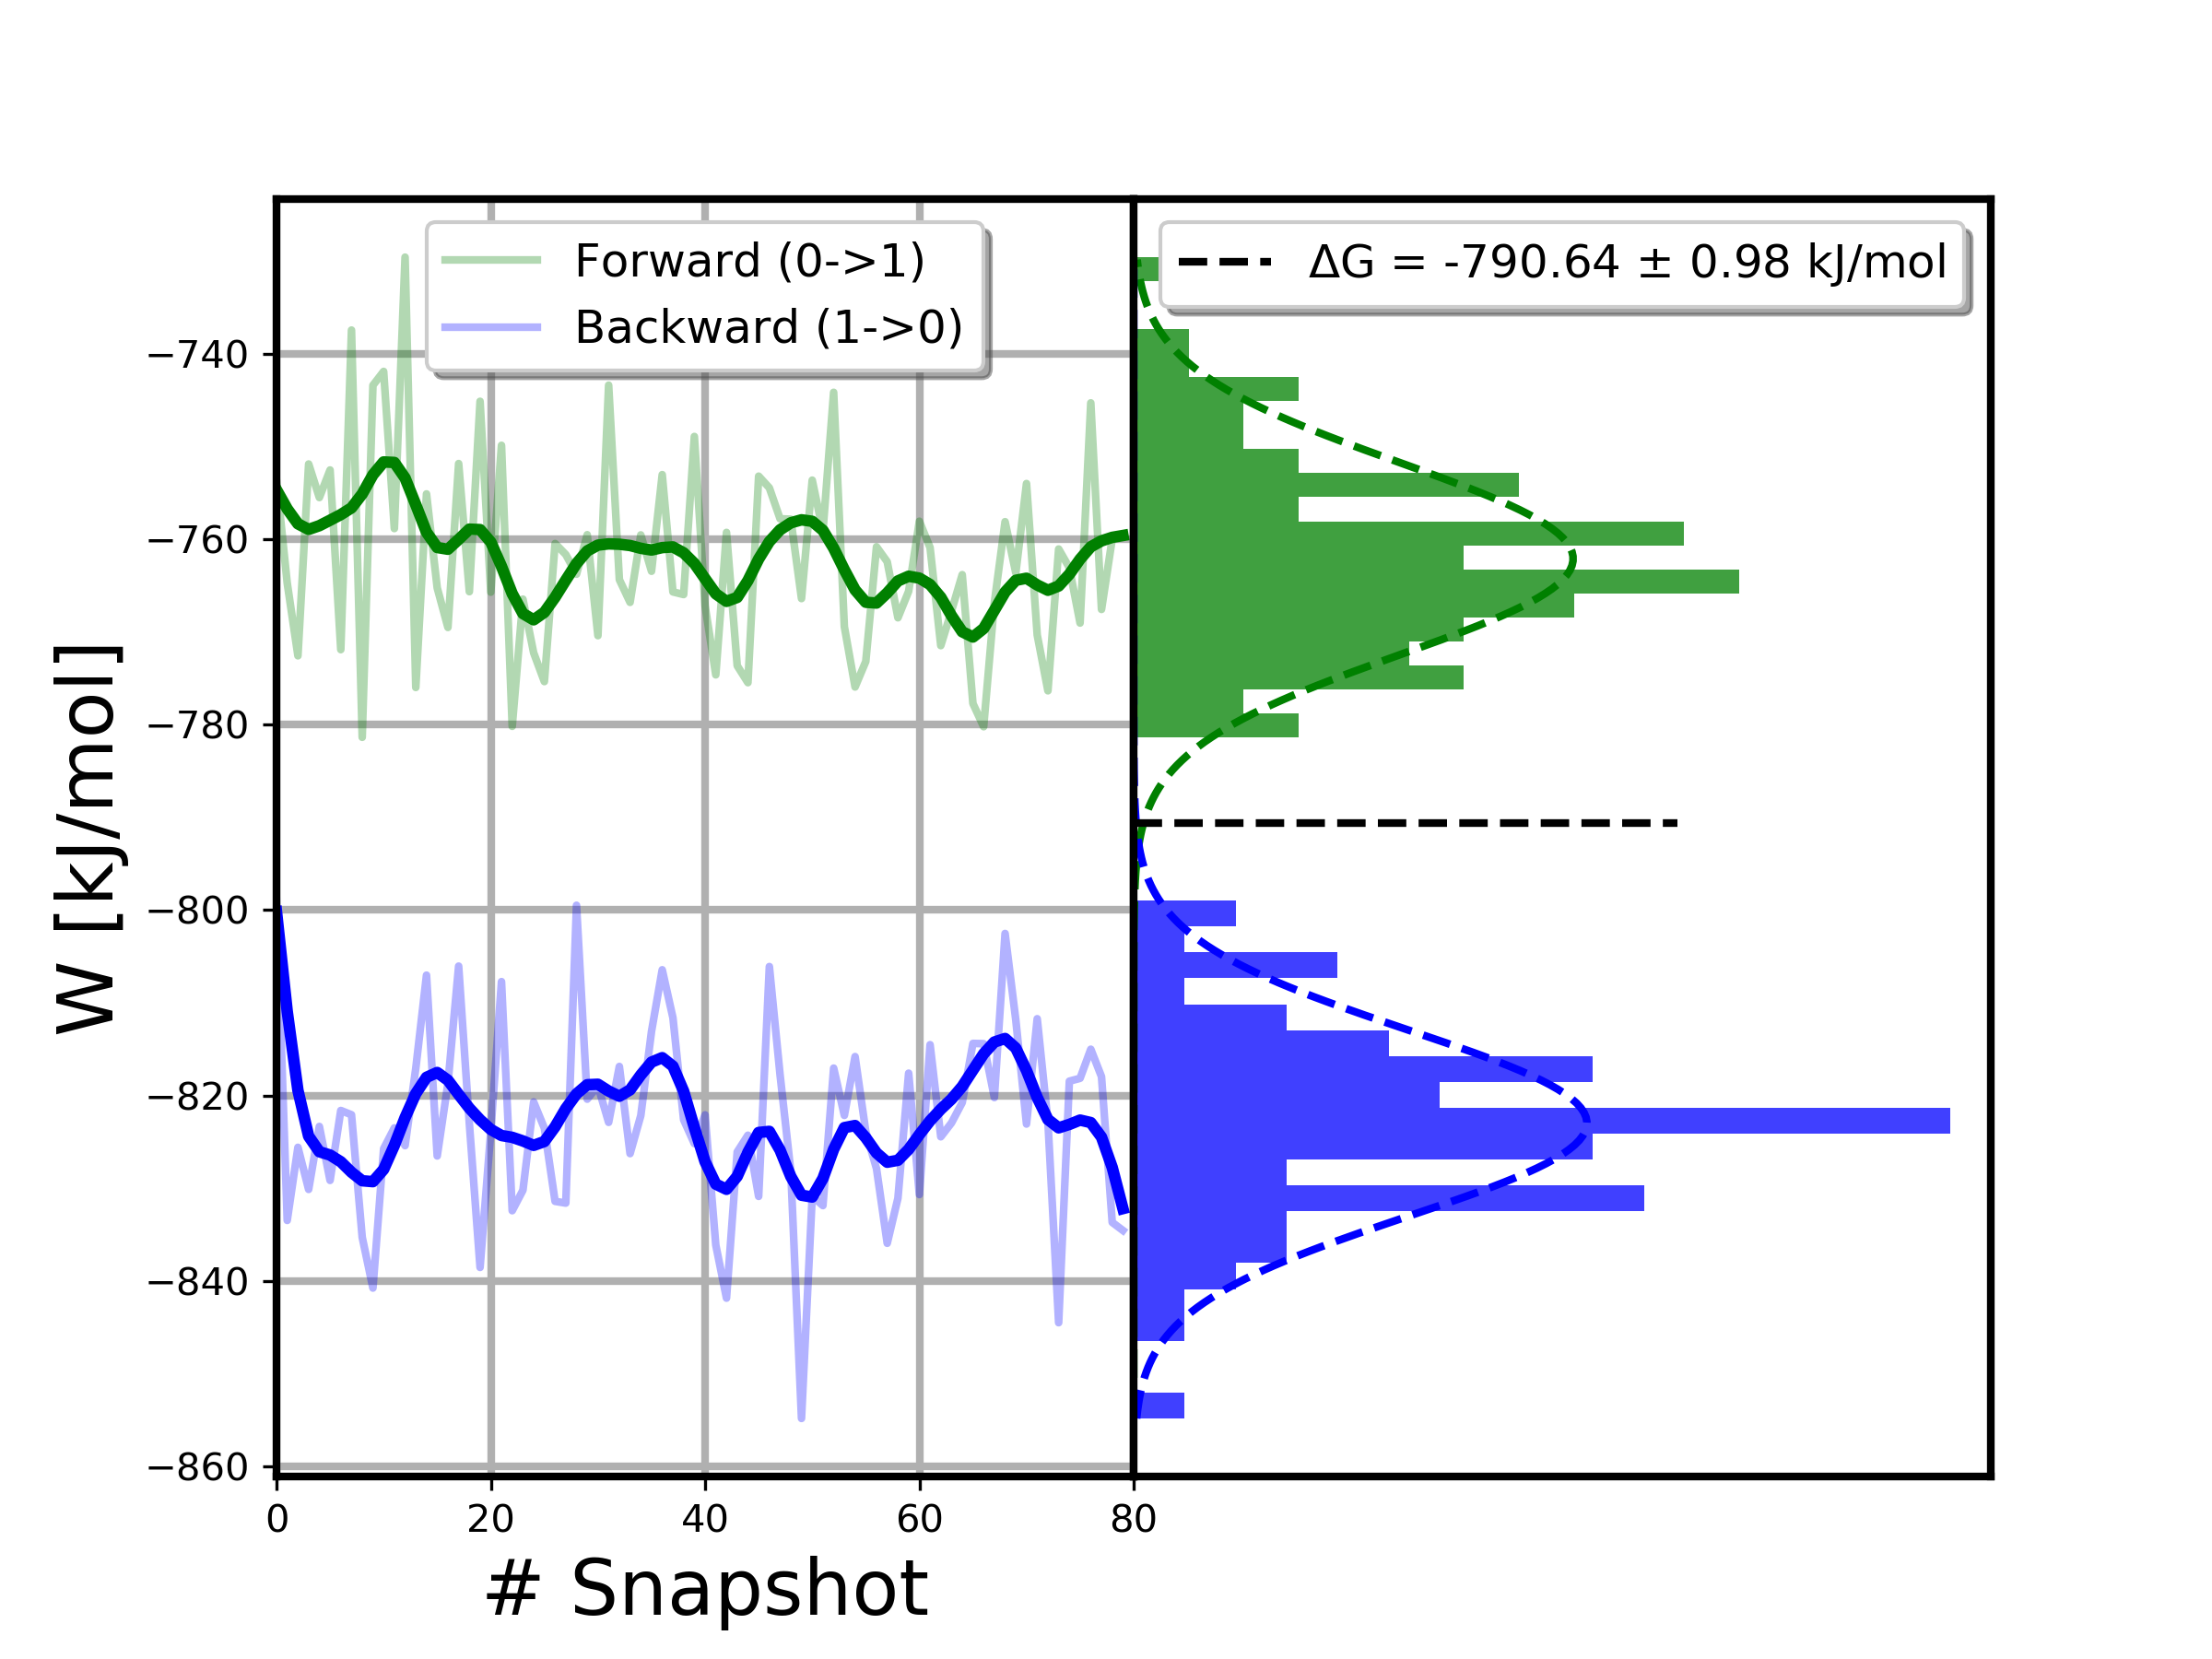 Forward (0->1)
Backward (1->0)
ΔG = -790.64 ± 0.98 kJ/mol
W [kJ/mol]
−740
−760
−780
−800
−820
−840
−860
0 20 40 60 80
# Snapshot